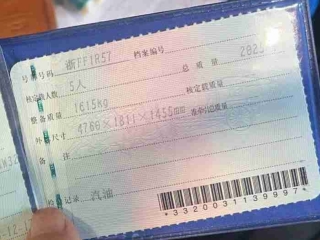 号牌号码 浙FF1R57 档案编号
核定载人数 5人 总质量
整备质量 1615kg 核定载质量
外廓尺寸 4766×1811×1455mm 准牵引总质量
备注
检验记录 汽油
*3320031139997*